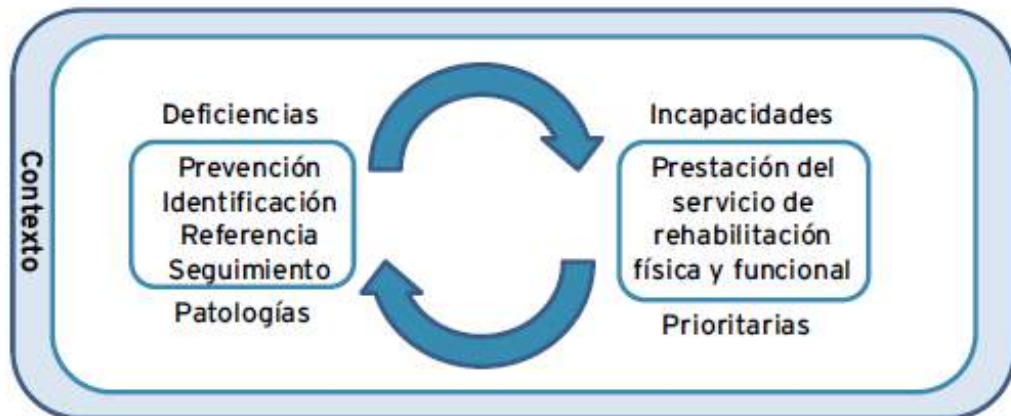 Contexto
Deficiencias
Prevención
Identificación
Referencia
Seguimiento
Patologías
Incapacidades
Prestación del
servicio de
rehabilitación
física y funcional
Prioritarias